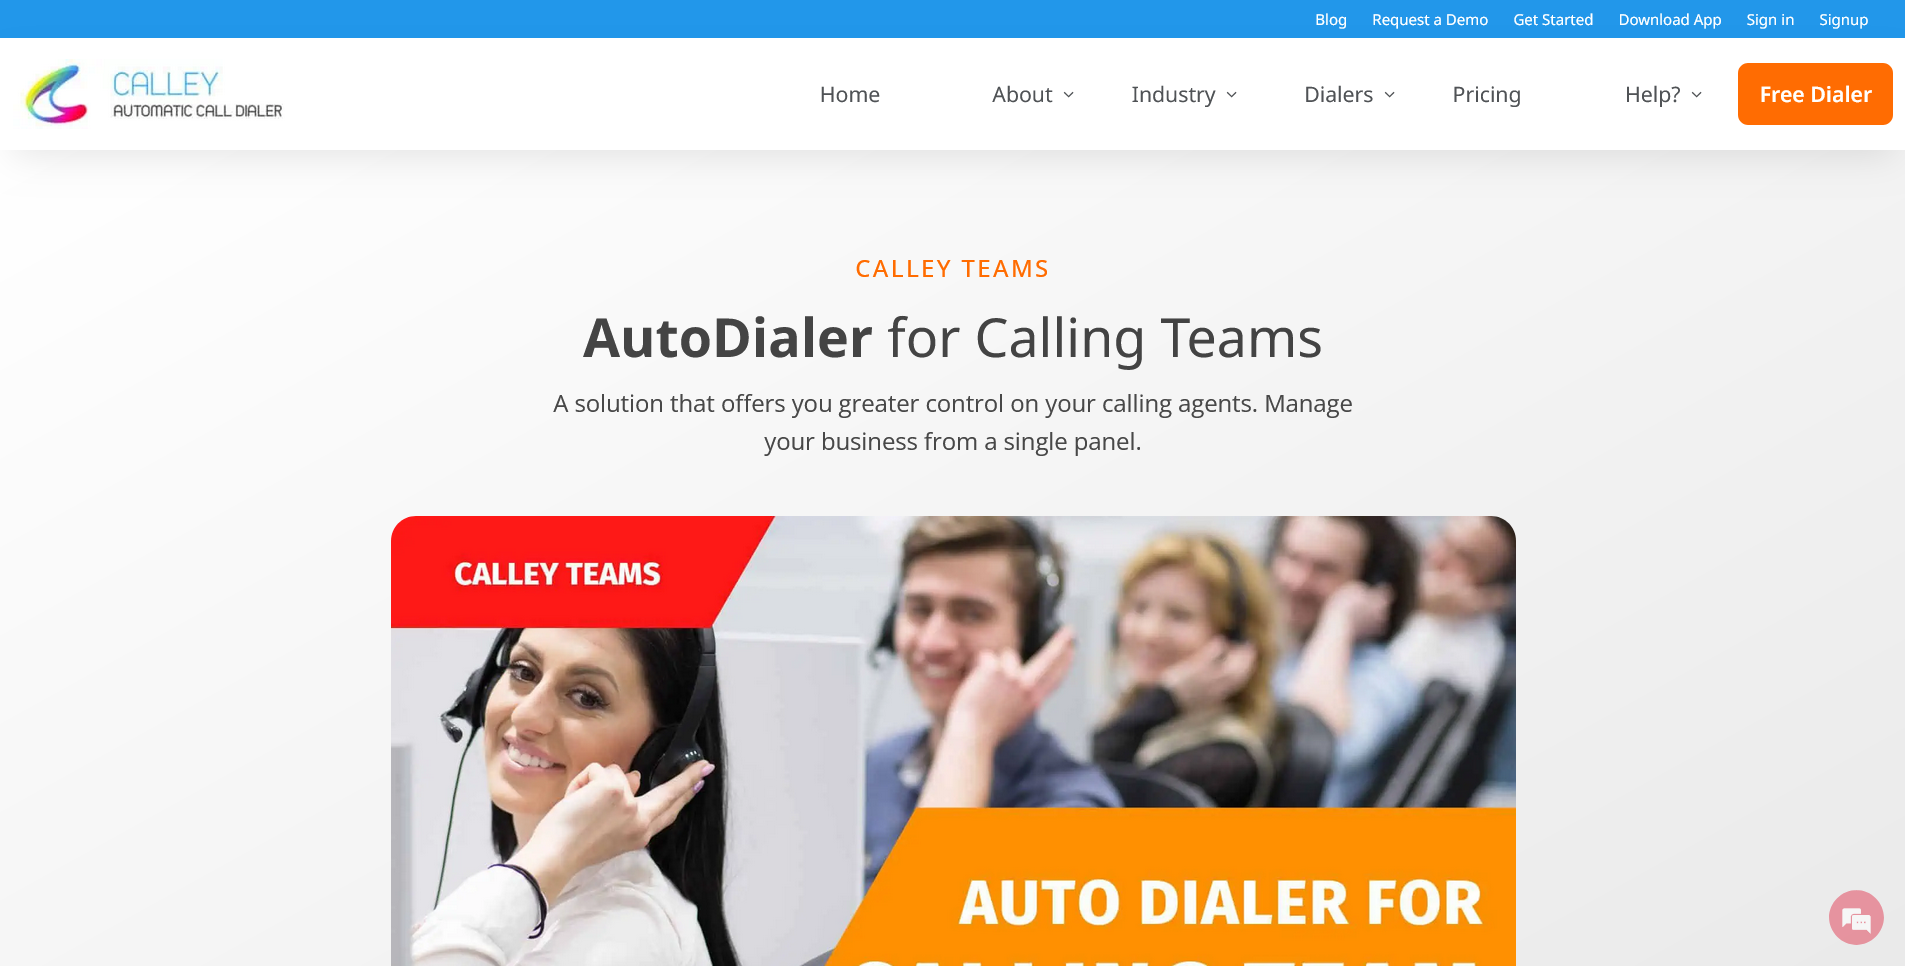 Blog Request a Demo Get Started Download App Sign in Signup
CALLEY
AUTOMATIC CALL DIALER
Home About Industry Dialers Pricing Help? Free Dialer
CALLEY TEAMS
AutoDialer for Calling Teams
A solution that offers you greater control on your calling agents. Manage
your business from a single panel.
CALLEY TEAMS
AUTO DIALER FOR
CALLING TEAM